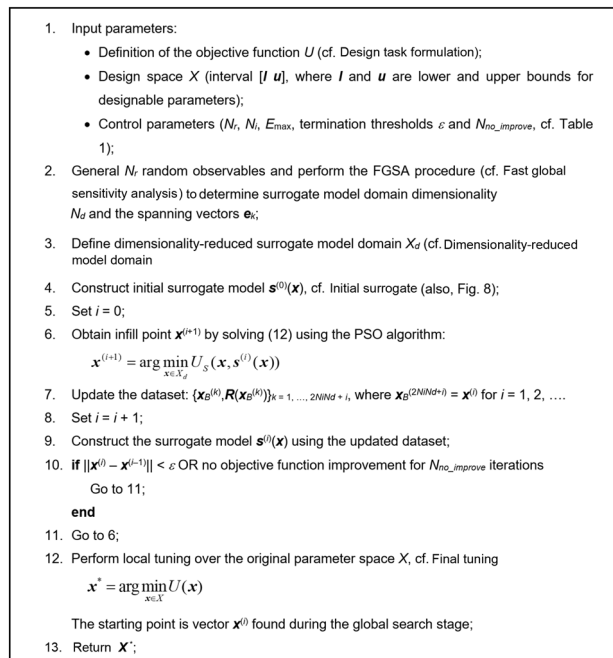 1. Input parameters:
• Definition of the objective function U (cf. Design task formulation);
• Design space X (interval [l u], where l and u are lower and upper bounds for
designable parameters);
• Control parameters (Nr, Ni, Emax, termination thresholds ε and Nno_improve, cf. Table
1);
2. General Nr random observables and perform the FGSA procedure (cf. Fast global
sensitivity analysis) to determine surrogate model domain dimensionality
Nd and the spanning vectors ek;
3. Define dimensionality-reduced surrogate model domain Xd (cf. Dimensionality-reduced
model domain
4. Construct initial surrogate model s(0)(x), cf. Initial surrogate (also, Fig. 8);
5. Set i = 0;
6. Obtain infill point x(i+1) by solving (12) using the PSO algorithm:
x(i+1) = arg min x∈Xd US(x, s(i)(x))
7. Update the dataset: {xB(k),R(xB(k))}k = 1, …, 2NiNd + i, where xB(2NiNd+i) = x(i) for i = 1, 2, ….
8. Set i = i + 1;
9. Construct the surrogate model s(i)(x) using the updated dataset;
10. if ||x(i) – x(i–1)|| < ε OR no objective function improvement for Nno_improve iterations
Go to 11;
end
11. Go to 6;
12. Perform local tuning over the original parameter space X, cf. Final tuning
x* = arg min x∈X U(x)
The starting point is vector x(i) found during the global search stage;
13. Return X*;